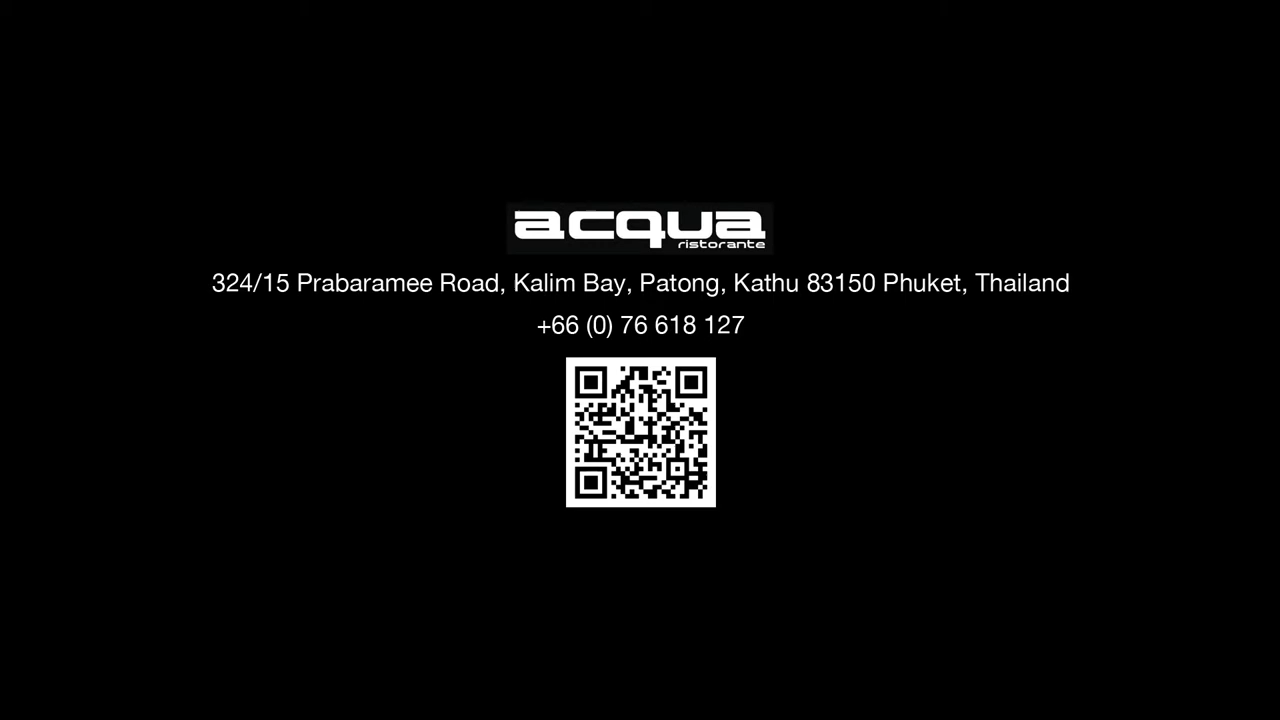 acqua
ristorante
324/15 Prabaramee Road, Kalim Bay, Patong, Kathu 83150 Phuket, Thailand
+66 (0) 76 618 127